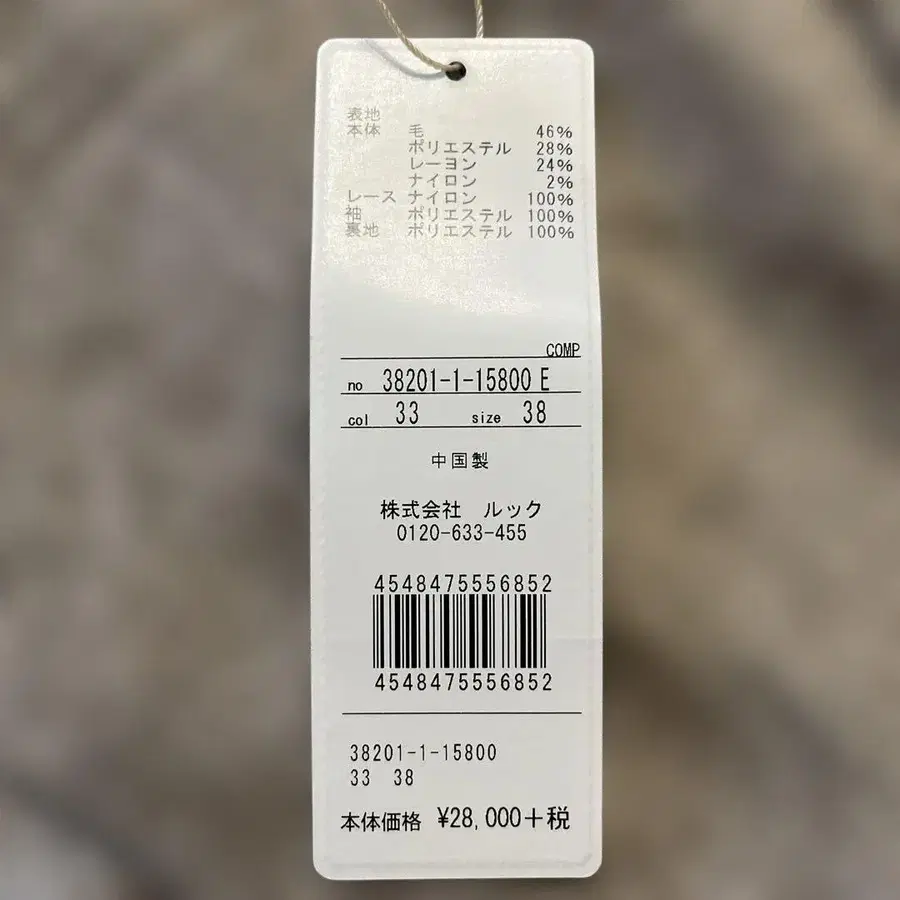 表地
本体 毛 46%
ポリエステル 28%
レーヨン 24%
ナイロン 2%
レース ナイロン 100%
袖 ポリエステル 100%
裏地 ポリエステル 100%
COMP
no 38201-1-15800 E
col 33 size 38
中国製
株式会社 ルック
0120-633-455
4548475556852
4548475556852
38201-1-15800
33 38
本体価格 ¥28,000+税